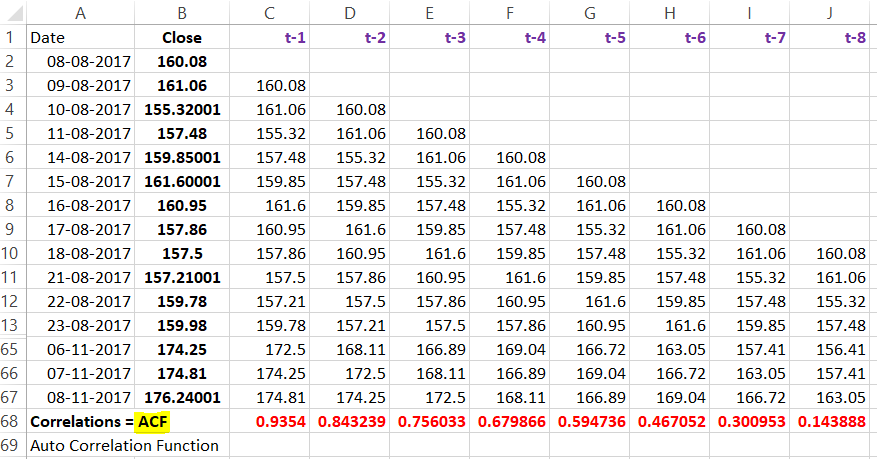 A B C D E F G H I J
1 Date Close t-1 t-2 t-3 t-4 t-5 t-6 t-7 t-8
2 08-08-2017 160.08
3 09-08-2017 161.06 160.08
4 10-08-2017 155.32001 161.06 160.08
5 11-08-2017 157.48 155.32 161.06 160.08
6 14-08-2017 159.85001 157.48 155.32 161.06 160.08
7 15-08-2017 161.60001 159.85 157.48 155.32 161.06 160.08
8 16-08-2017 160.95 161.6 159.85 157.48 155.32 161.06 160.08
9 17-08-2017 157.86 160.95 161.6 159.85 157.48 155.32 161.06 160.08
10 18-08-2017 157.5 157.86 160.95 161.6 159.85 157.48 155.32 161.06 160.08
11 21-08-2017 157.21001 157.5 157.86 160.95 161.6 159.85 157.48 155.32 161.06
12 22-08-2017 159.78 157.21 157.5 157.86 160.95 161.6 159.85 157.48 155.32
13 23-08-2017 159.98 159.78 157.21 157.5 157.86 160.95 161.6 159.85 157.48
65 06-11-2017 174.25 172.5 168.11 166.89 169.04 166.72 163.05 157.41 156.41
66 07-11-2017 174.81 174.25 172.5 168.11 166.89 169.04 166.72 163.05 157.41
67 08-11-2017 176.24001 174.81 174.25 172.5 168.11 166.89 169.04 166.72 163.05
68 Correlations = ACF 0.9354 0.843239 0.756033 0.679866 0.594736 0.467052 0.300953 0.143888
69 Auto Correlation Function